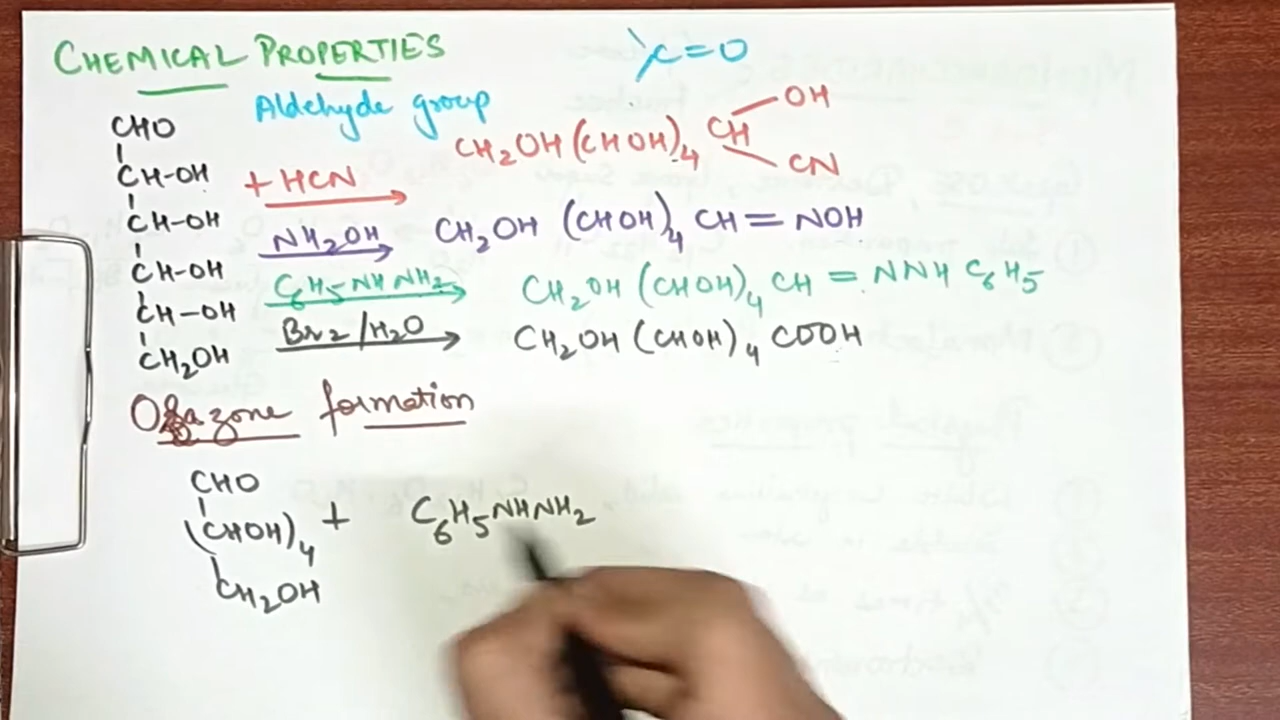 CHEMICAL PROPERTIES
>C=O
Aldehyde group
CHO
CH-OH
CH-OH
CH-OH
CH-OH
CH2OH
+HCN
CH2OH (CHOH)4 CH
OH
CN
NH2OH
CH2OH (CHOH)4 CH = NOH
C6H5NHNH2
CH2OH (CHOH)4 CH = NNH C6H5
Br2/H2O
CH2OH (CHOH)4 COOH
Osazone formation
CHO
(CHOH)4 + C6H5NHNH2
CH2OH